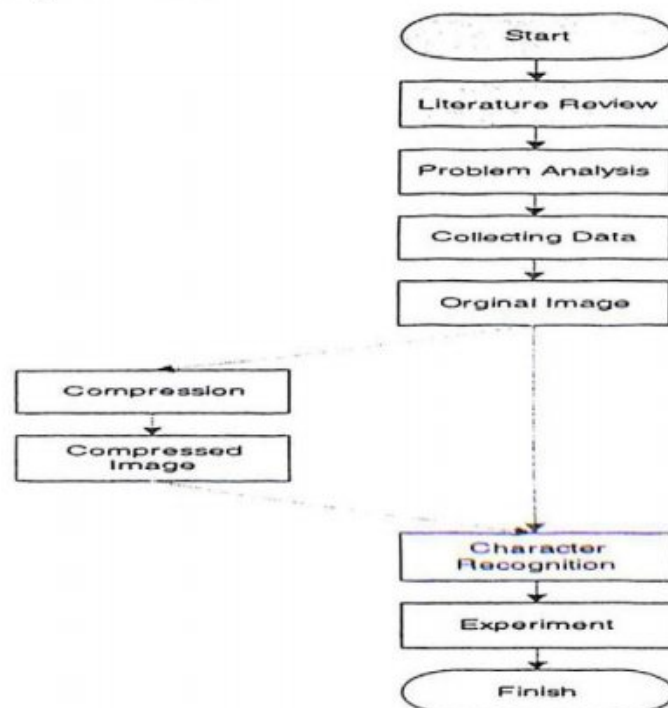 Start
Literature Review
Problem Analysis
Collecting Data
Orginal Image
Compression
Compressed
Image
Character
Recognition
Experiment
Finish